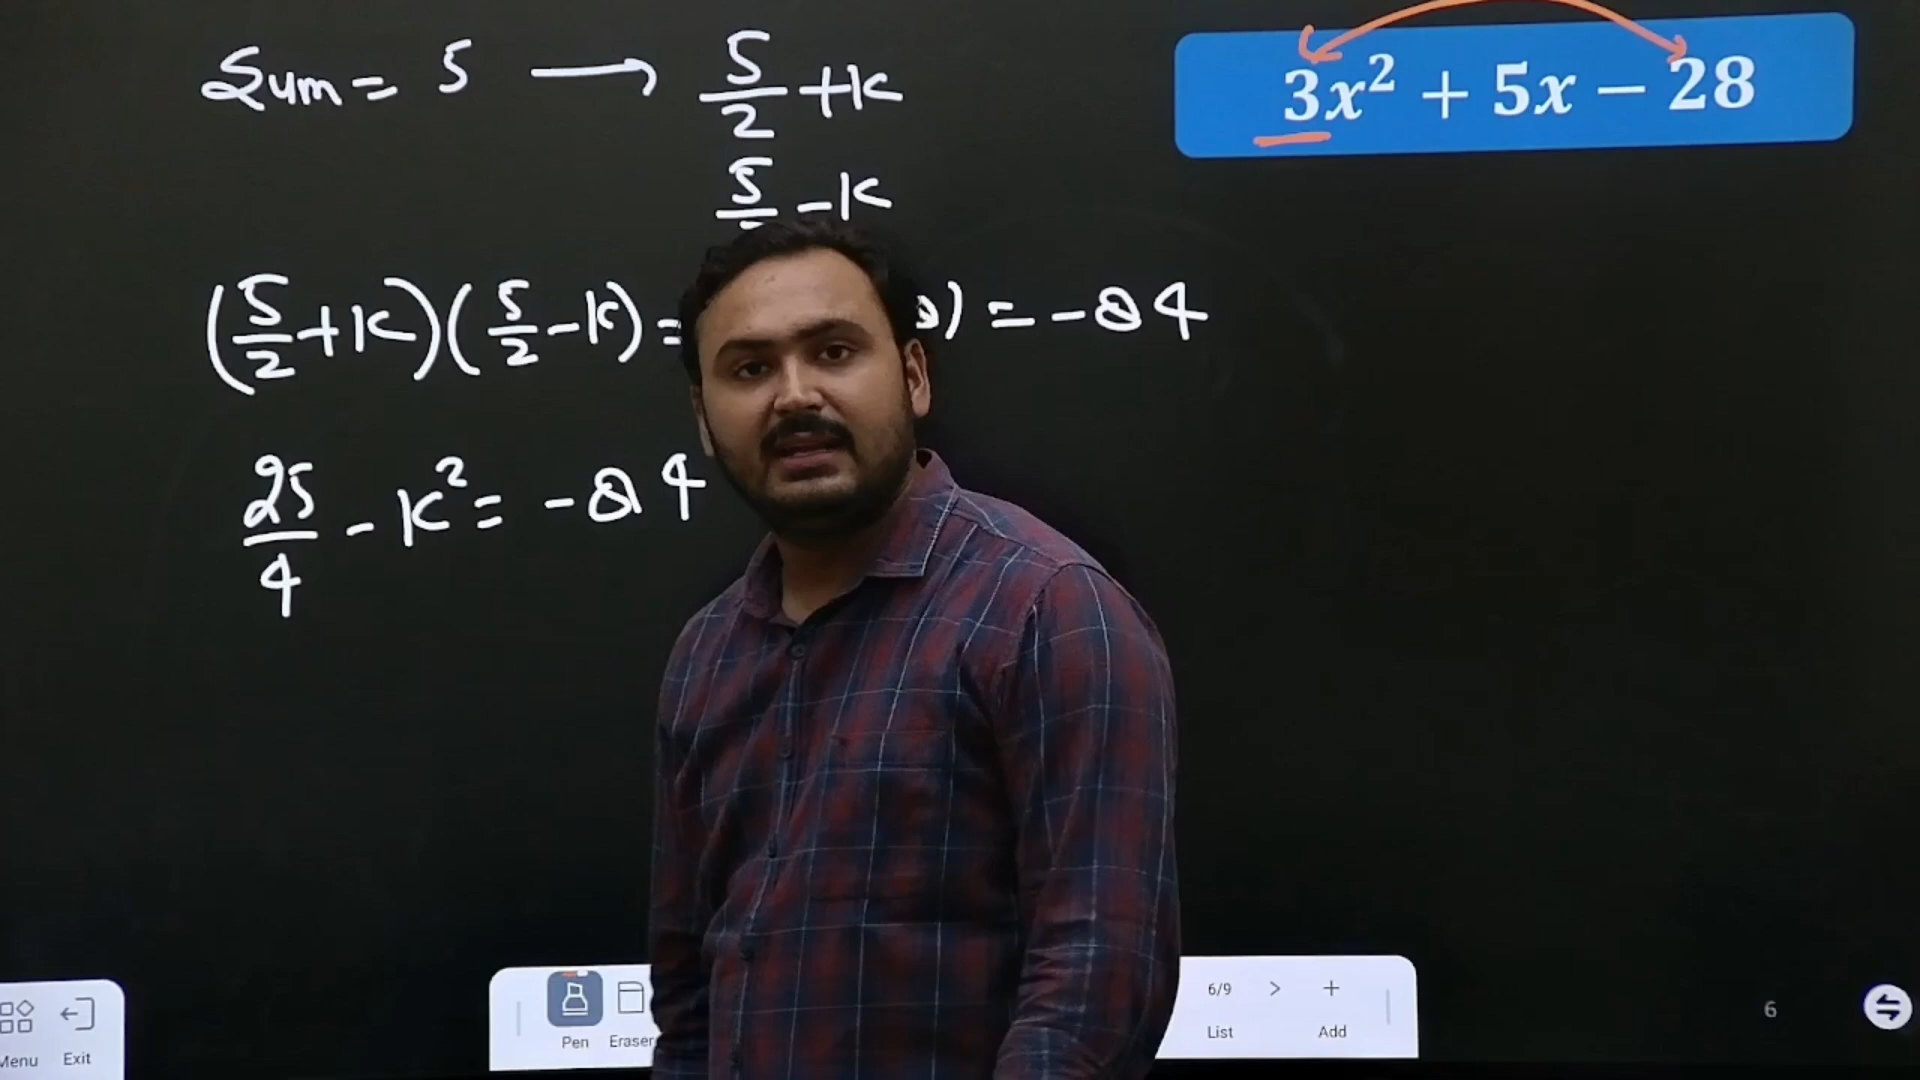 Sum = 5 → 5/2 + K
3x² + 5x − 28
5 − K
(5/2 + K)(5/2 − K) = 8) = −84
25/4 − K² = −84
Menu
Exit
Pen
Eraser
6/9
List
Add
6